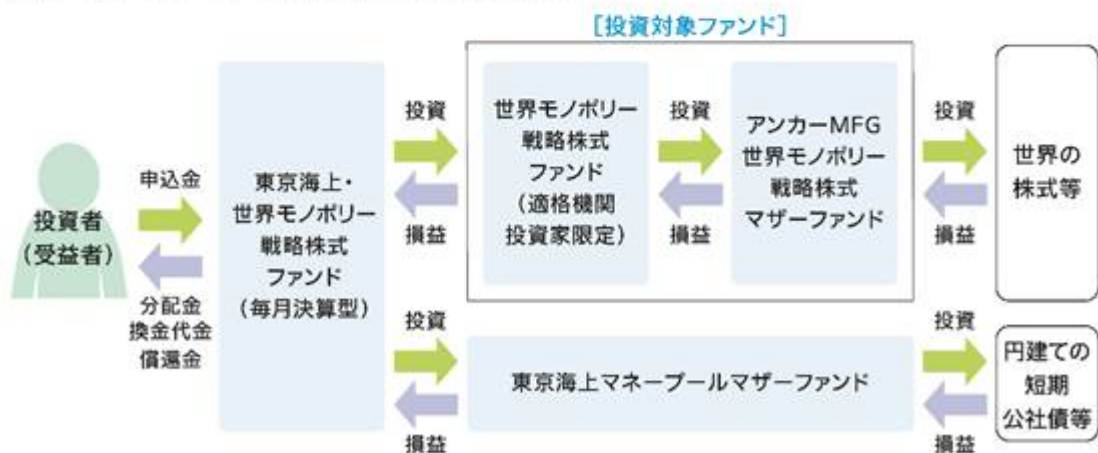 ［投資対象ファンド］
投資者
（受益者）
申込金
分配金
換金代金
償還金
東京海上・
世界モノポリー
戦略株式
ファンド
（毎月決算型）
投資
損益
世界モノポリー
戦略株式
ファンド
（適格機関
投資家限定）
投資
損益
アンカーMFG
世界モノポリー
戦略株式
マザーファンド
投資
損益
世界の
株式等
投資
損益
東京海上マネープールマザーファンド
投資
損益
円建ての
短期
公社債等